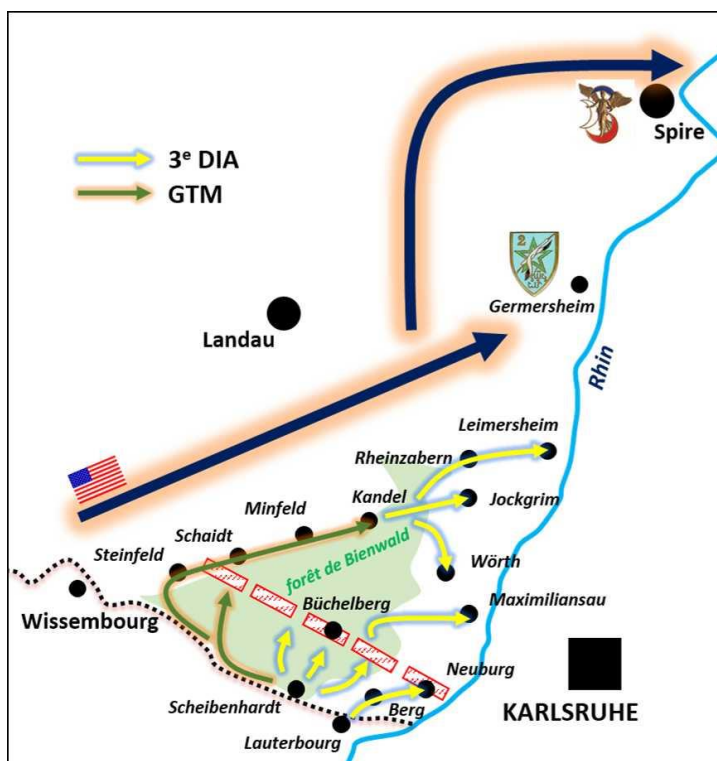 Spire
3e DIA
GTM
2
Germersheim
Landau
Rhin
Leimersheim
Rheinzabern
Kandel
Jockgrim
Minfeld
Schaidt
Steinfeld
forêt de Bienwald
Wörth
Maximiliansau
Büchelberg
Wissembourg
Neuburg
Scheibenhardt
Berg
KARLSRUHE
Lauterbourg